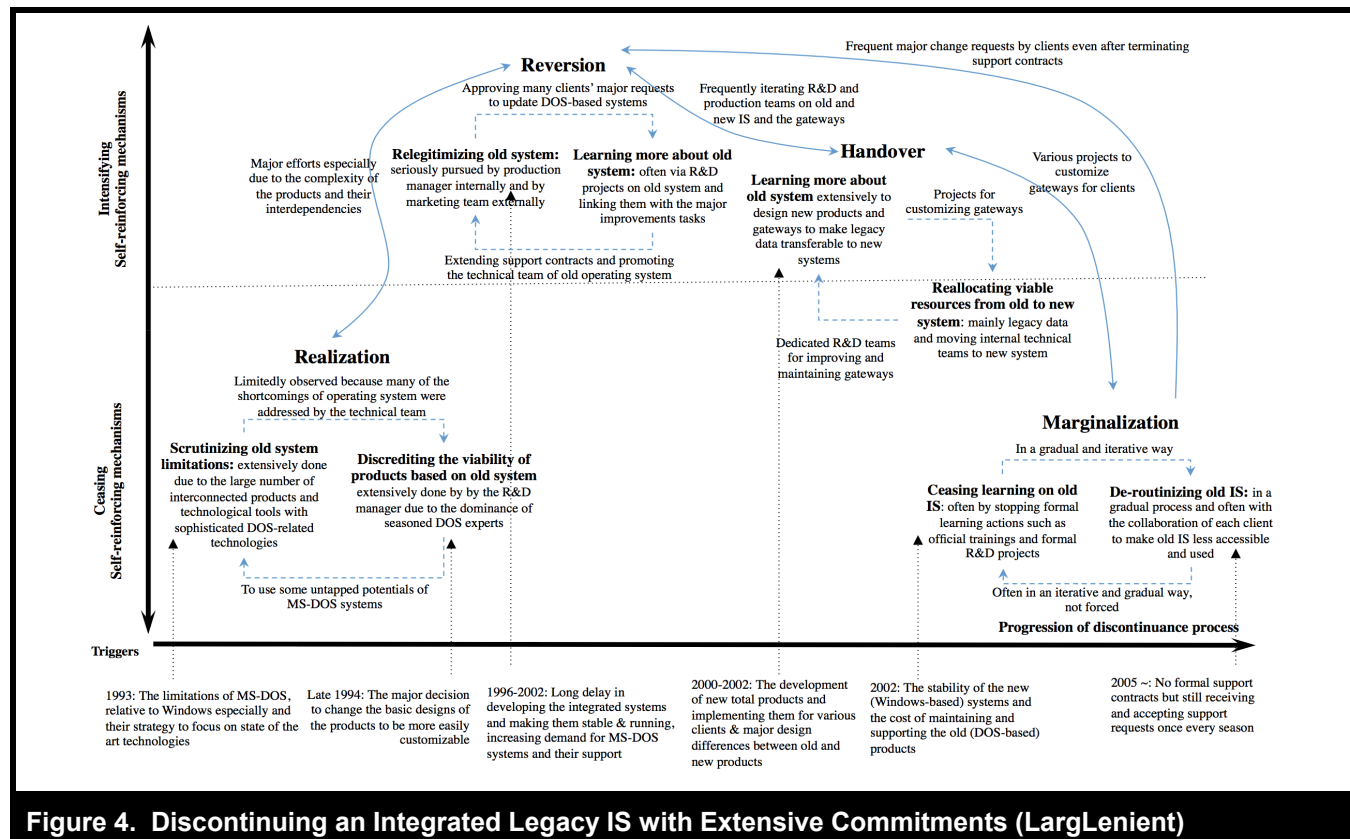 Frequent major change requests by clients even after terminating
support contracts
Reversion
Approving many clients' major requests
to update DOS-based systems
Frequently iterating R&D and
production teams on old and
new IS and the gateways
Intensifying
Self-reinforcing mechanisms
Major efforts especially
due to the complexity of
the products and their
interdependencies
Relegitimizing old system:
seriously pursued by production
manager internally and by
marketing team externally
Learning more about old
system: often via R&D
projects on old system and
linking them with the major
improvements tasks
Extending support contracts and promoting
the technical team of old operating system
Handover
Learning more about
old system extensively to
design new products and
gateways to make legacy
data transferable to new
systems
Projects for
customizing gateways
Various projects to
customize
gateways for clients
Reallocating viable
resources from old to new
system: mainly legacy data
and moving internal technical
teams to new system
Dedicated R&D teams
for improving and
maintaining gateways
Ceasing
Self-reinforcing mechanisms
Realization
Limitedly observed because many of the
shortcomings of operating system were
addressed by the technical team
Scrutinizing old system
limitations: extensively done
due to the large number of
interconnected products and
technological tools with
sophisticated DOS-related
technologies
Discrediting the viability of
products based on old system
extensively done by by the R&D
manager due to the dominance of
seasoned DOS experts
To use some untapped potentials of
MS-DOS systems
Marginalization
In a gradual and iterative way
Ceasing learning on old
IS: often by stopping formal
learning actions such as
official trainings and formal
R&D projects
De-routinizing old IS: in a
gradual process and often with
the collaboration of each client
to make old IS less accessible
and used
Often in an iterative and gradual way,
not forced
Progression of discontinuance process
Triggers
1993: The limitations of MS-DOS,
relative to Windows especially and
their strategy to focus on state of the
art technologies
Late 1994: The major decision
to change the basic designs of
the products to be more easily
customizable
1996-2002: Long delay in
developing the integrated systems
and making them stable & running,
increasing demand for MS-DOS
systems and their support
2000-2002: The development
of new total products and
implementing them for various
clients & major design
differences between old and
new products
2002: The stability of the new
(Windows-based) systems and
the cost of maintaining and
supporting the old (DOS-based)
products
2005 ~: No formal support
contracts but still receiving
and accepting support
requests once every season
Figure 4. Discontinuing an Integrated Legacy IS with Extensive Commitments (LargLenient)